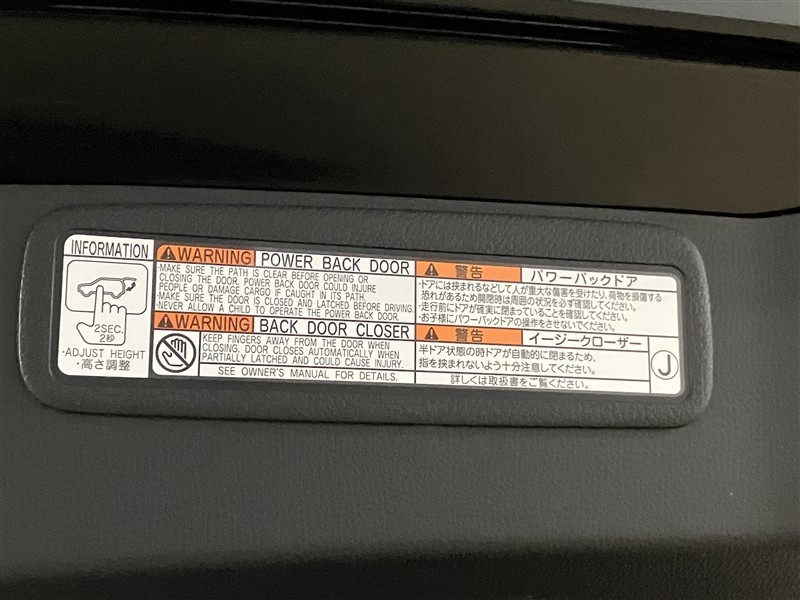 INFORMATION
2SEC.
2秒
・ADJUST HEIGHT
・高さ調整
WARNING POWER BACK DOOR
・MAKE SURE THE PATH IS CLEAR BEFORE OPENING OR
CLOSING THE DOOR. POWER BACK DOOR COULD INJURE
PEOPLE OR DAMAGE CARGO IF CAUGHT IN ITS PATH.
・MAKE SURE THE DOOR IS CLOSED AND LATCHED BEFORE DRIVING.
・NEVER ALLOW A CHILD TO OPERATE THE POWER BACK DOOR.
WARNING BACK DOOR CLOSER
KEEP FINGERS AWAY FROM THE DOOR WHEN
CLOSING. DOOR CLOSES AUTOMATICALLY WHEN
PARTIALLY LATCHED AND COULD CAUSE INJURY.
SEE OWNER'S MANUAL FOR DETAILS.
警告 パワーバックドア
・ドアには挟まれるなどして人が重大な傷害を受けたり、荷物を損傷する
恐れがあるため開閉時は周囲の状況を必ず確認してください。
・走行前にドアが確実に閉まっていることを確認してください。
・お子様にパワーバックドアの操作をさせないでください。
警告 イージークローザー
半ドア状態の時ドアが自動的に閉まるため、
指を挟まれないよう十分注意してください。
詳しくは取扱書をご覧ください。
J